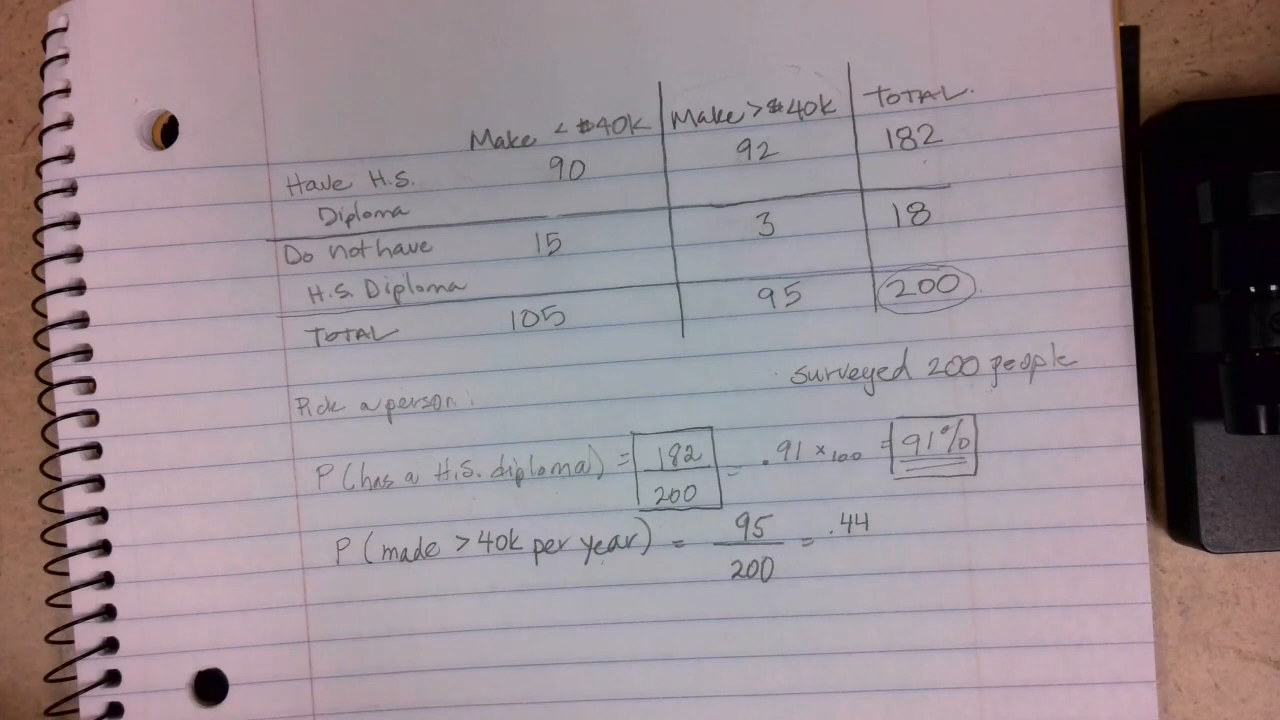 Make < $40k Make > $40k TOTAL.
Have H.S. 90 92 182
Diploma
Do not have 15 3 18
H.S. Diploma
TOTAL 105 95 200
surveyed 200 people
Pick a person:
P (has a H.S. diploma) = 182/200 = .91 x 100 = 91%
P (made > 40k per year) = 95/200 = .44